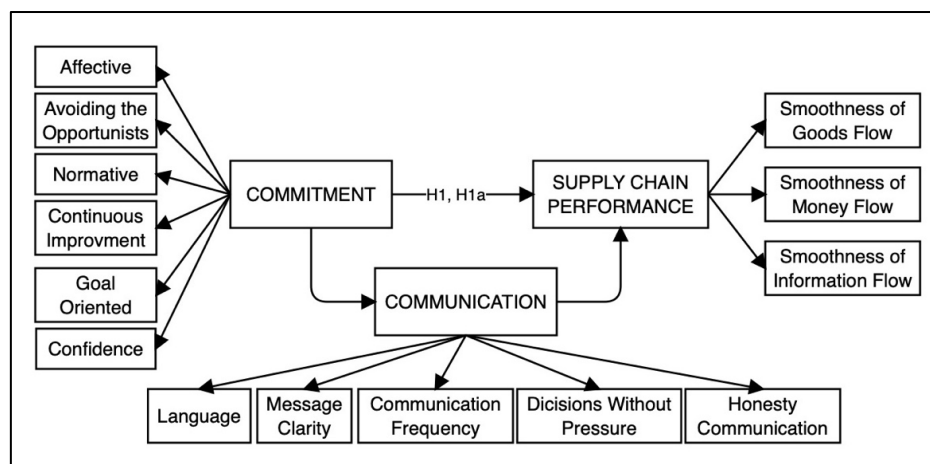 Affective
Avoiding the
Opportunists
Normative
Continuous
Improvment
Goal
Oriented
Confidence
COMMITMENT
H1, H1a
SUPPLY CHAIN
PERFORMANCE
Smoothness of
Goods Flow
Smoothness of
Money Flow
Smoothness of
Information Flow
COMMUNICATION
Language
Message
Clarity
Communication
Frequency
Dicisions Without
Pressure
Honesty
Communication